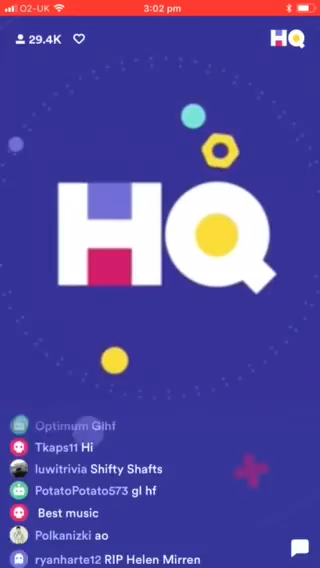 O2-UK 3:02 pm
29.4K HQ
HQ
Optimum Glhf
Tkaps11 Hi
luwitrivia Shifty Shafts
PotatoPotato573 gl hf
Best music
Polkanizki ao
ryanharte12 RIP Helen Mirren